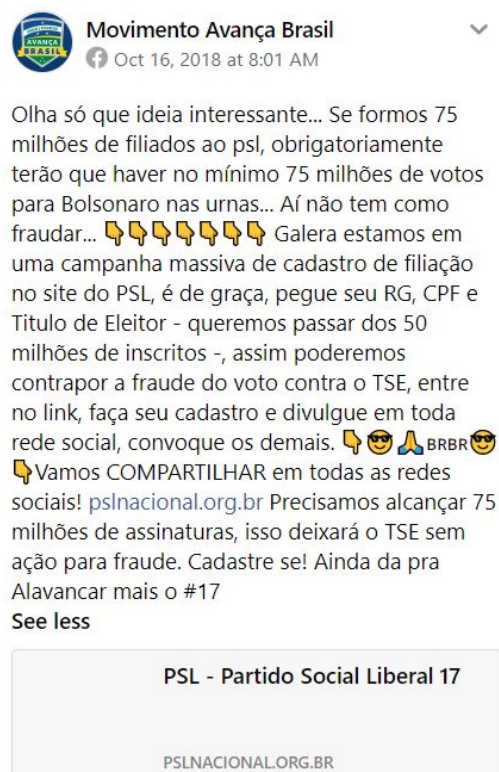 Movimento Avança Brasil
Oct 16, 2018 at 8:01 AM
AVANÇA
BRASIL
Olha só que ideia interessante... Se formos 75
milhões de filiados ao psl, obrigatoriamente
terão que haver no mínimo 75 milhões de votos
para Bolsonaro nas urnas... Aí não tem como
fraudar... 👇👇👇👇👇👇👇 Galera estamos em
uma campanha massiva de cadastro de filiação
no site do PSL, é de graça, pegue seu RG, CPF e
Titulo de Eleitor - queremos passar dos 50
milhões de inscritos -, assim poderemos
contrapor a fraude do voto contra o TSE, entre
no link, faça seu cadastro e divulgue em toda
rede social, convoque os demais. 👇😎🙏BRBR😎
👇Vamos COMPARTILHAR em todas as redes
sociais! pslnacional.org.br Precisamos alcançar 75
milhões de assinaturas, isso deixará o TSE sem
ação para fraude. Cadastre se! Ainda da pra
Alavancar mais o #17
See less
PSL - Partido Social Liberal 17
PSLNACIONAL.ORG.BR